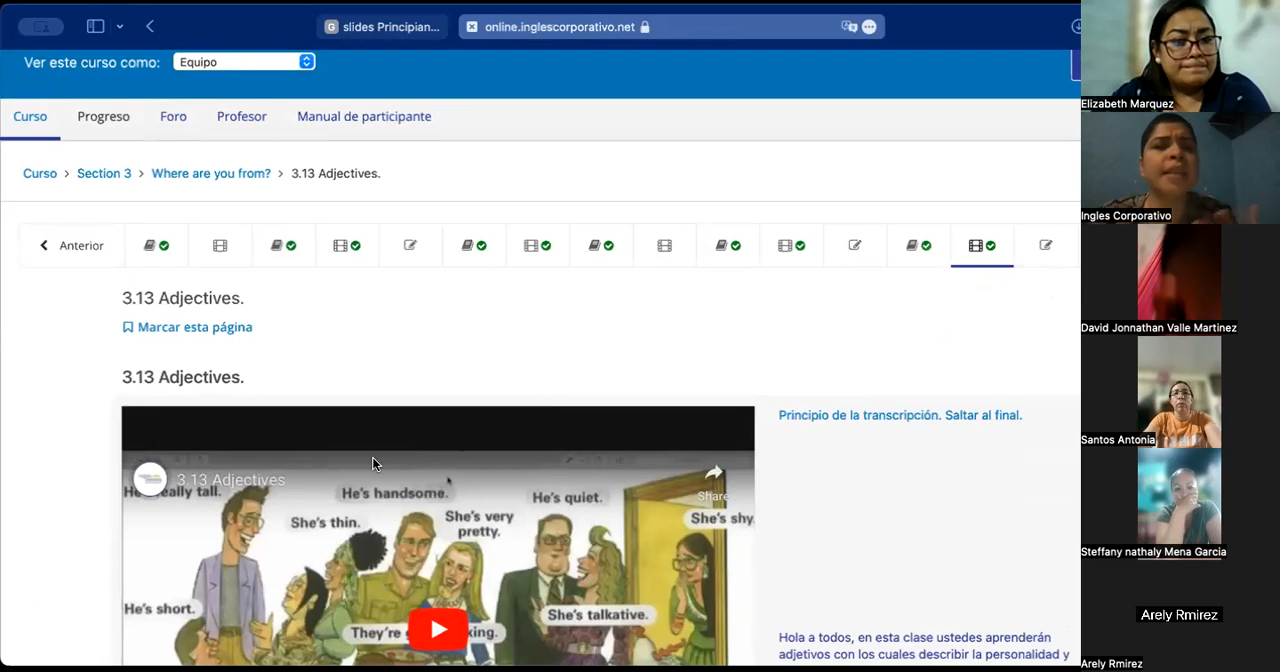 slides Principian...
online.inglescorporativo.net
Ver este curso como:
Equipo
Curso
Progreso
Foro
Profesor
Manual de participante
Curso > Section 3 > Where are you from? > 3.13 Adjectives.
Anterior
3.13 Adjectives.
Marcar esta página
3.13 Adjectives.
3.13 Adjectives
Share
really tall.
He's handsome.
He's quiet.
She's thin.
She's very
pretty.
She's shy
He's short.
She's talkative.
They're
king.
Principio de la transcripción. Saltar al final.
Hola a todos, en esta clase ustedes aprenderán
adjetivos con los cuales describir la personalidad y
Elizabeth Marquez
Ingles Corporativo
David Jonnathan Valle Martinez
Santos Antonia
Steffany nathaly Mena Garcia
Arely Rmirez
Arely Rmirez